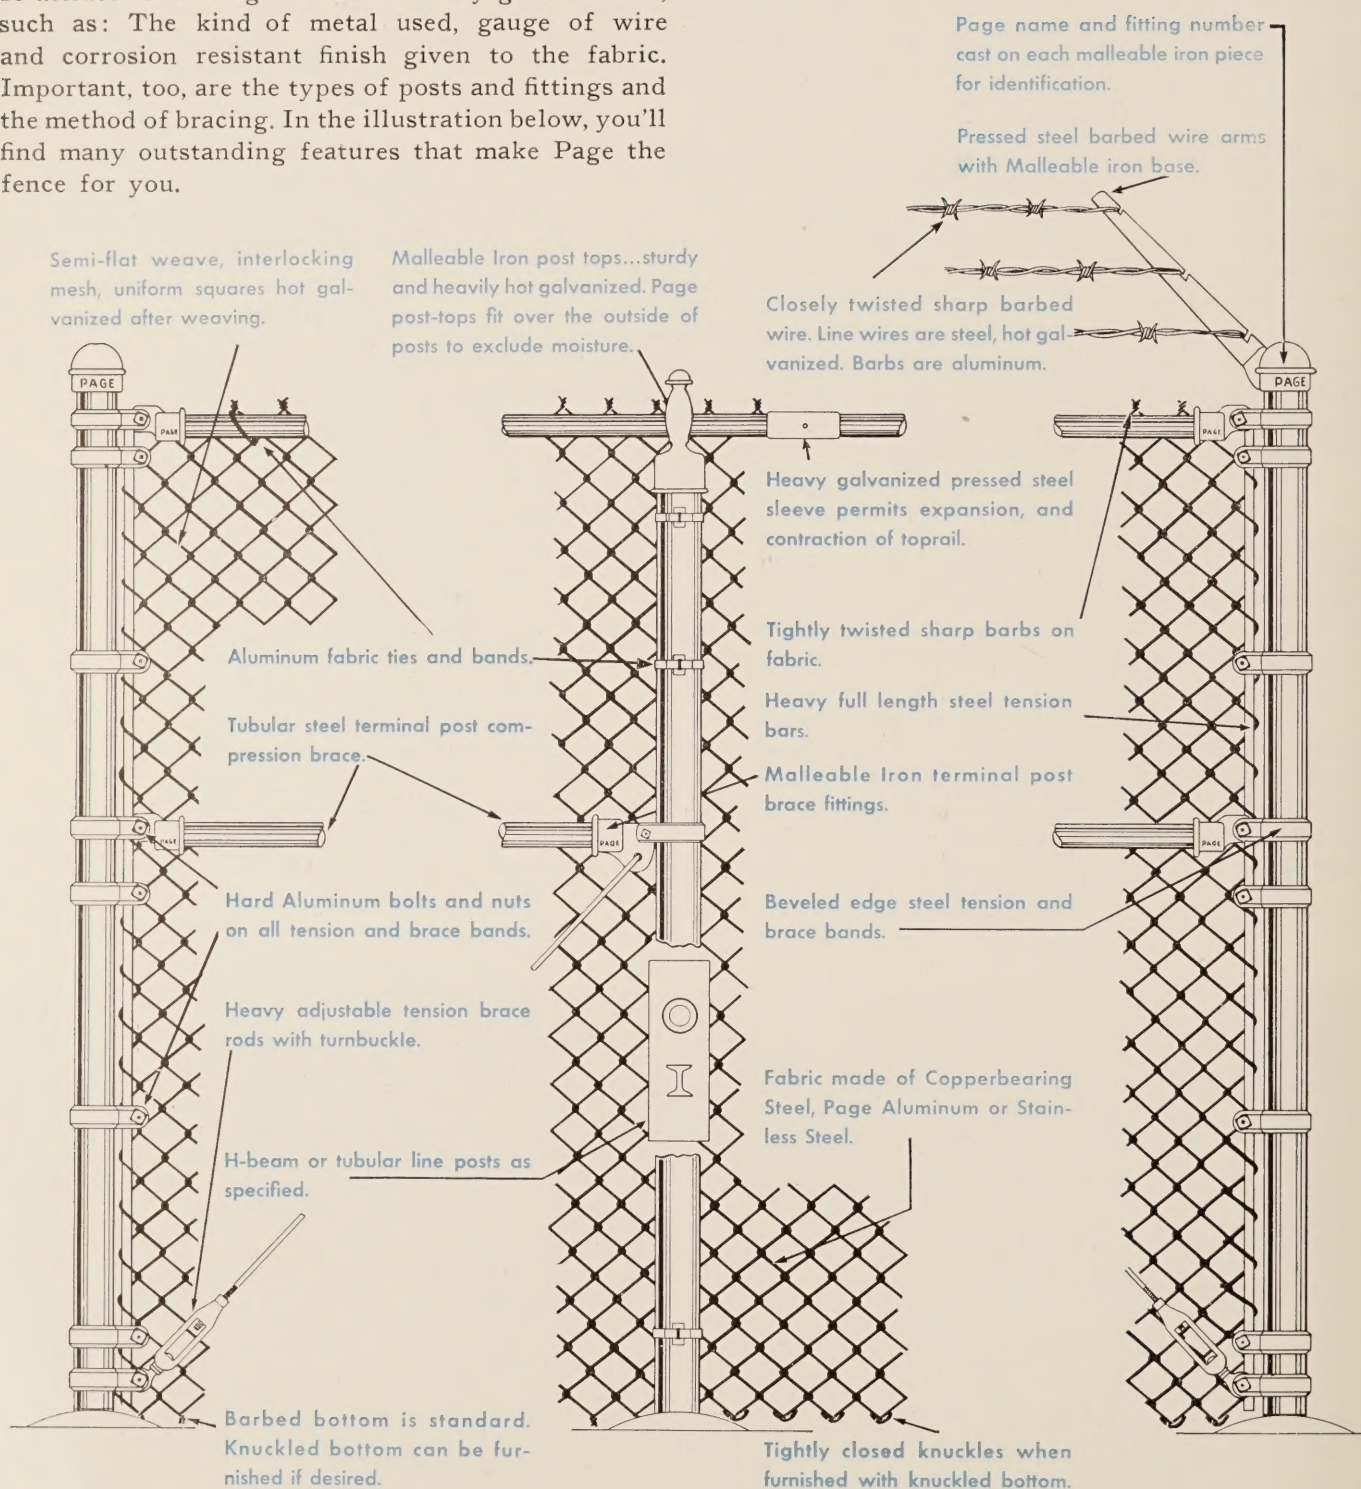 such as: The kind of metal used, gauge of wire
and corrosion resistant finish given to the fabric.
Important, too, are the types of posts and fittings and
the method of bracing. In the illustration below, you'll
find many outstanding features that make Page the
fence for you.
Page name and fitting number
cast on each malleable iron piece
for identification.
Pressed steel barbed wire arms
with Malleable iron base.
Semi-flat weave, interlocking
mesh, uniform squares hot gal-
vanized after weaving.
Malleable Iron post tops...sturdy
and heavily hot galvanized. Page
post-tops fit over the outside of
posts to exclude moisture.
Closely twisted sharp barbed
wire. Line wires are steel, hot gal-
vanized. Barbs are aluminum.
PAGE
PAGE
PAGE
PAGE
Heavy galvanized pressed steel
sleeve permits expansion, and
contraction of toprail.
Aluminum fabric ties and bands.
Tightly twisted sharp barbs on
fabric.
Tubular steel terminal post com-
pression brace.
Heavy full length steel tension
bars.
Malleable Iron terminal post
brace fittings.
PAGE
PAGE
PAGE
Hard Aluminum bolts and nuts
on all tension and brace bands.
Beveled edge steel tension and
brace bands.
Heavy adjustable tension brace
rods with turnbuckle.
Fabric made of Copperbearing
Steel, Page Aluminum or Stain-
less Steel.
H-beam or tubular line posts as
specified.
Barbed bottom is standard.
Knuckled bottom can be fur-
nished if desired.
Tightly closed knuckles when
furnished with knuckled bottom.